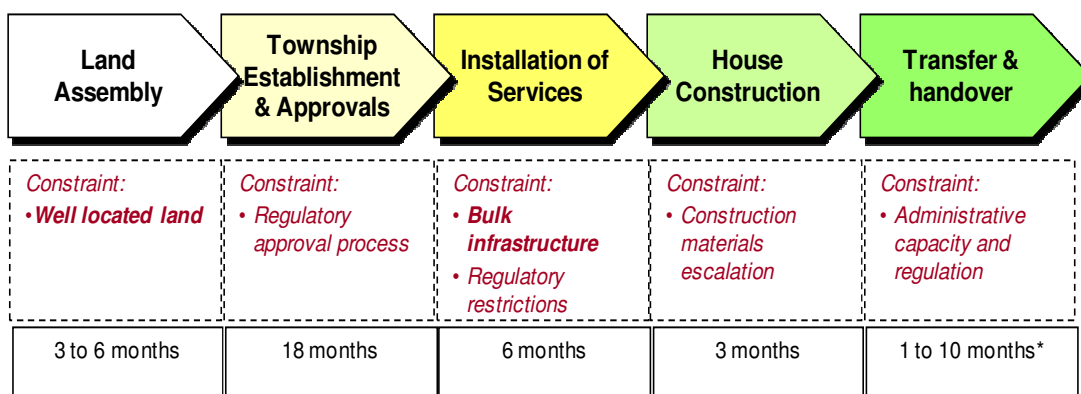 Land
Assembly
Township
Establishment
& Approvals
Installation of
Services
House
Construction
Transfer &
handover
Constraint:
•Well located land
Constraint:
• Regulatory
approval process
Constraint:
• Bulk
infrastructure
• Regulatory
restrictions
Constraint:
• Construction
materials
escalation
Constraint:
• Administrative
capacity and
regulation
3 to 6 months
18 months
6 months
3 months
1 to 10 months*